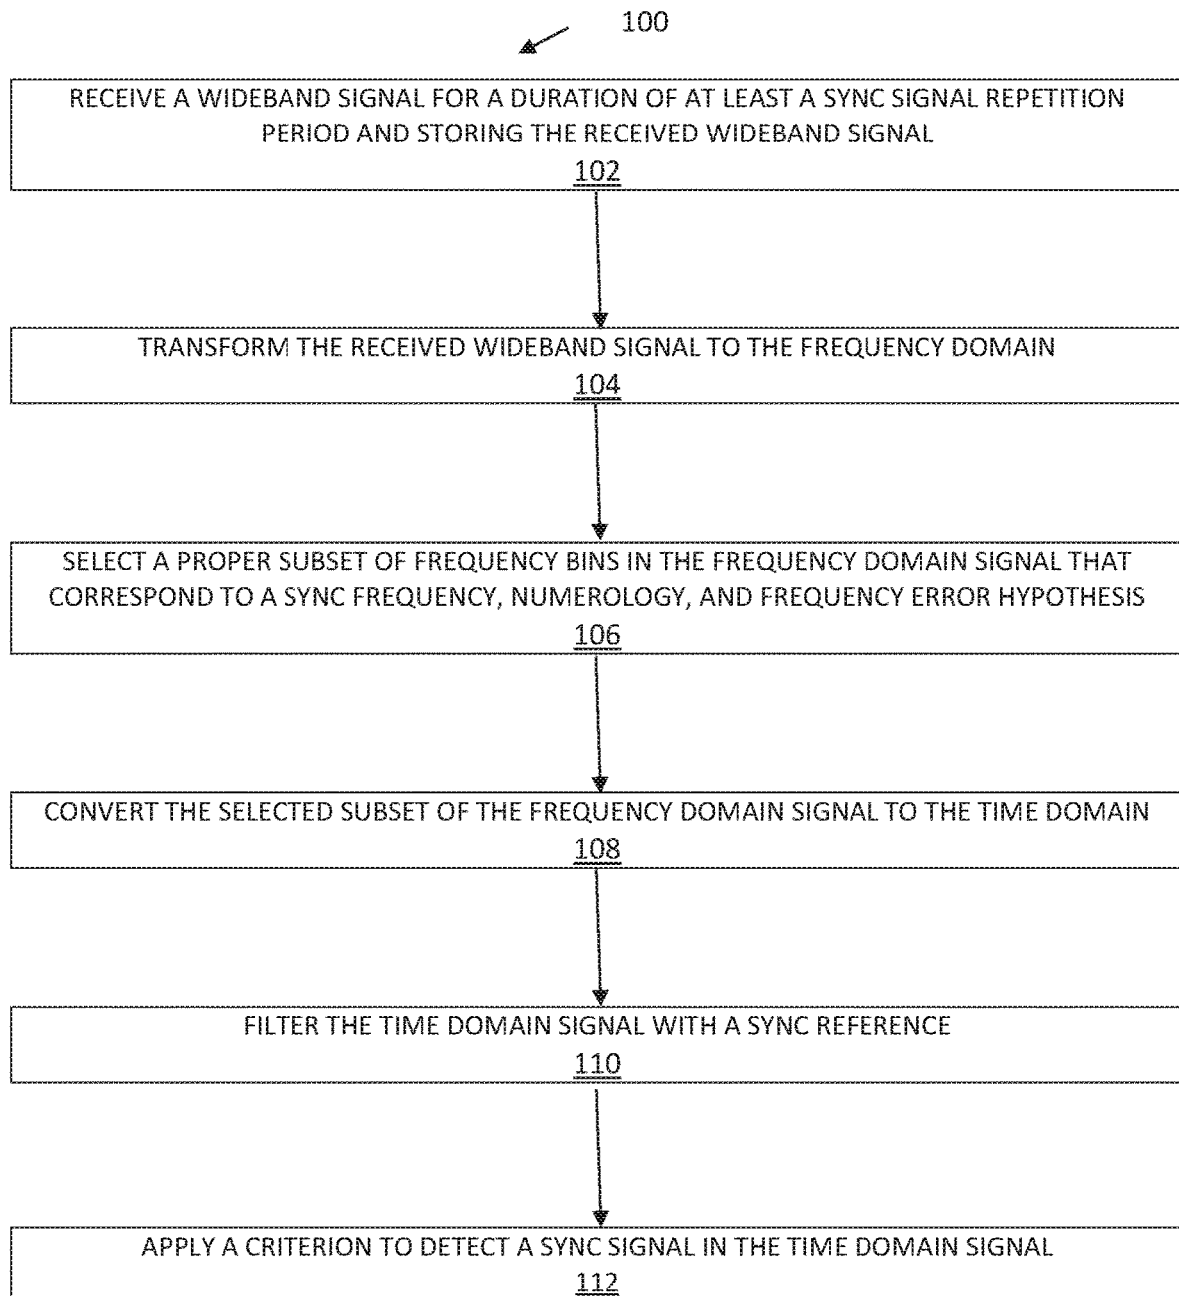 100
RECEIVE A WIDEBAND SIGNAL FOR A DURATION OF AT LEAST A SYNC SIGNAL REPETITION
PERIOD AND STORING THE RECEIVED WIDEBAND SIGNAL
102
TRANSFORM THE RECEIVED WIDEBAND SIGNAL TO THE FREQUENCY DOMAIN
104
SELECT A PROPER SUBSET OF FREQUENCY BINS IN THE FREQUENCY DOMAIN SIGNAL THAT
CORRESPOND TO A SYNC FREQUENCY, NUMEROLOGY, AND FREQUENCY ERROR HYPOTHESIS
106
CONVERT THE SELECTED SUBSET OF THE FREQUENCY DOMAIN SIGNAL TO THE TIME DOMAIN
108
FILTER THE TIME DOMAIN SIGNAL WITH A SYNC REFERENCE
110
APPLY A CRITERION TO DETECT A SYNC SIGNAL IN THE TIME DOMAIN SIGNAL
112